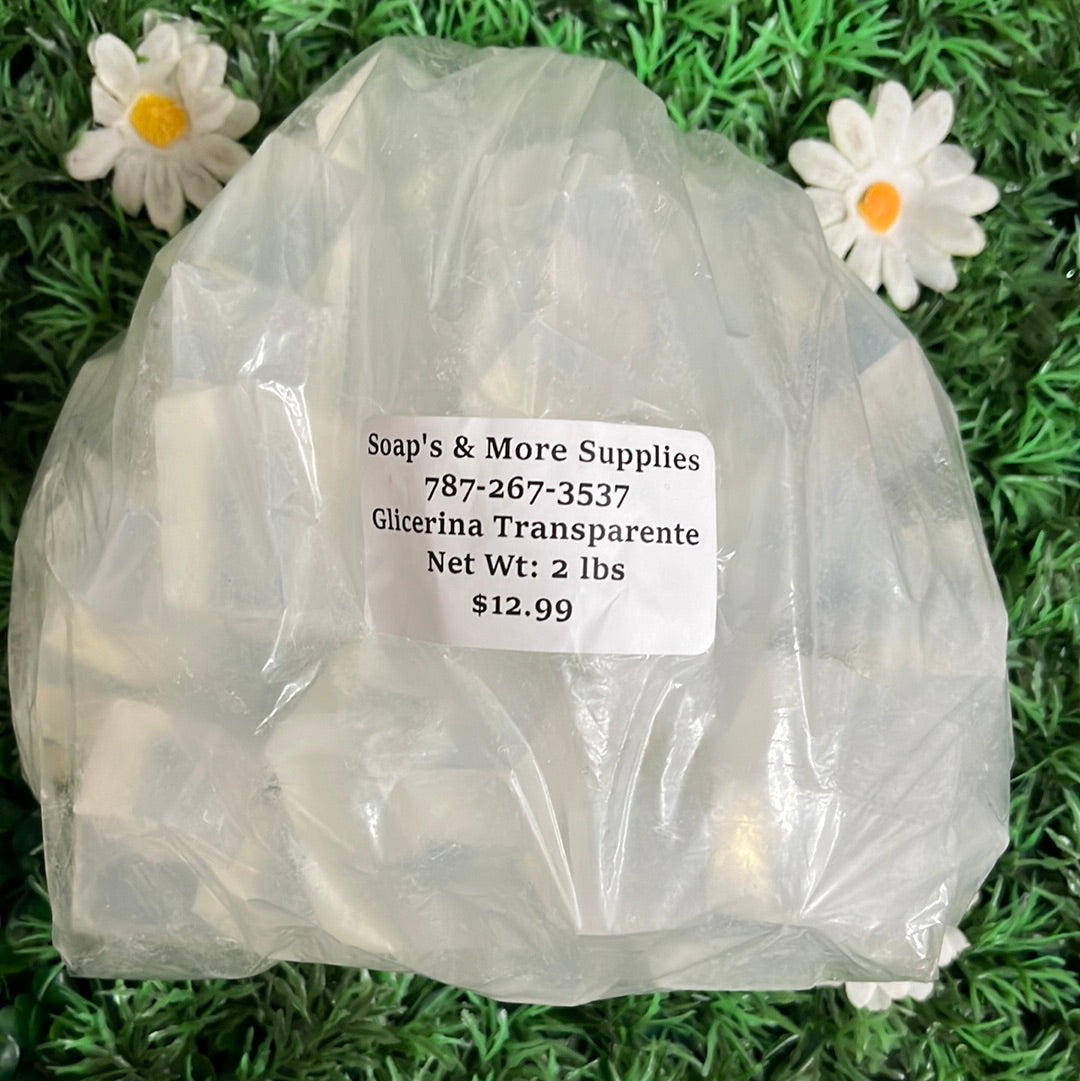 Soap's & More Supplies
787-267-3537
Glicerina Transparente
Net Wt: 2 lbs
$12.99